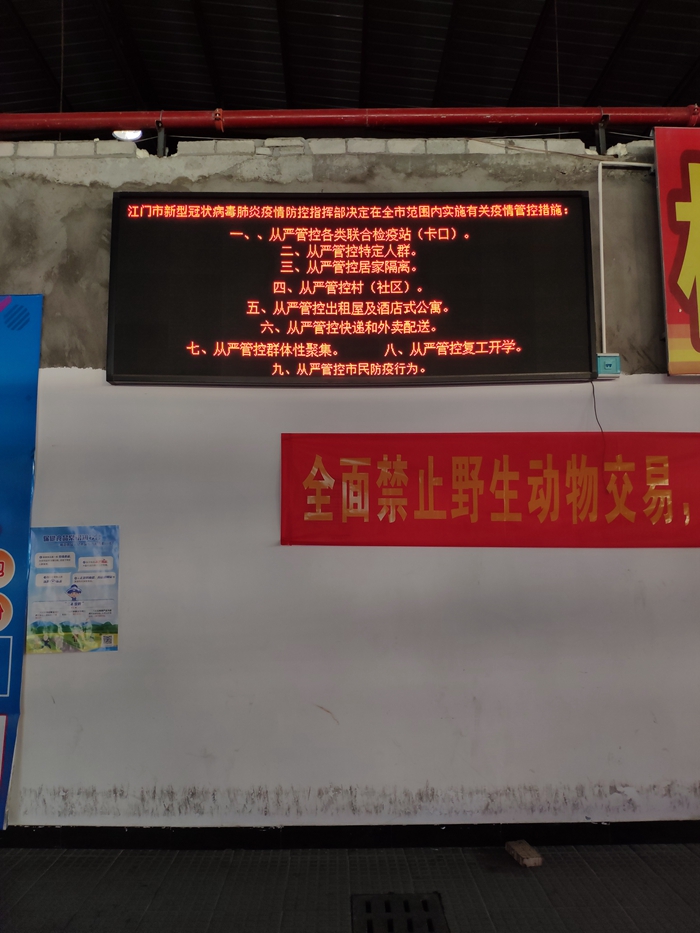 江门市新型冠状病毒肺炎疫情防控指挥部决定在全市范围内实施有关疫情管控措施：
一、、从严管控各类联合检疫站（卡口）。
二、从严管控特定人群。
三、从严管控居家隔离。
四、从严管控村（社区）。
五、从严管控出租屋及酒店式公寓。
六、从严管控快递和外卖配送。
七、从严管控群体性聚集。 八、从严管控复工开学。
九、从严管控市民防疫行为。
全面禁止野生动物交易，